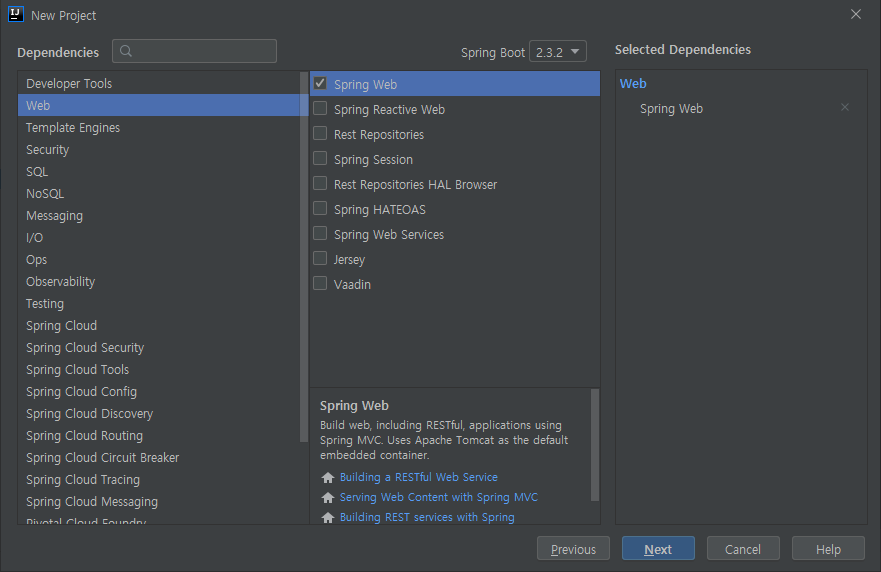 IJ
New Project
Dependencies
Spring Boot 2.3.2
Selected Dependencies
Developer Tools
Web
Template Engines
Security
SQL
NoSQL
Messaging
I/O
Ops
Observability
Testing
Spring Cloud
Spring Cloud Security
Spring Cloud Tools
Spring Cloud Config
Spring Cloud Discovery
Spring Cloud Routing
Spring Cloud Circuit Breaker
Spring Cloud Tracing
Spring Cloud Messaging
Pivotal Cloud Foundry
Spring Web
Spring Reactive Web
Rest Repositories
Spring Session
Rest Repositories HAL Browser
Spring HATEOAS
Spring Web Services
Jersey
Vaadin
Spring Web
Build web, including RESTful, applications using
Spring MVC. Uses Apache Tomcat as the default
embedded container.
Building a RESTful Web Service
Serving Web Content with Spring MVC
Building REST services with Spring
Web
Spring Web
Previous
Next
Cancel
Help